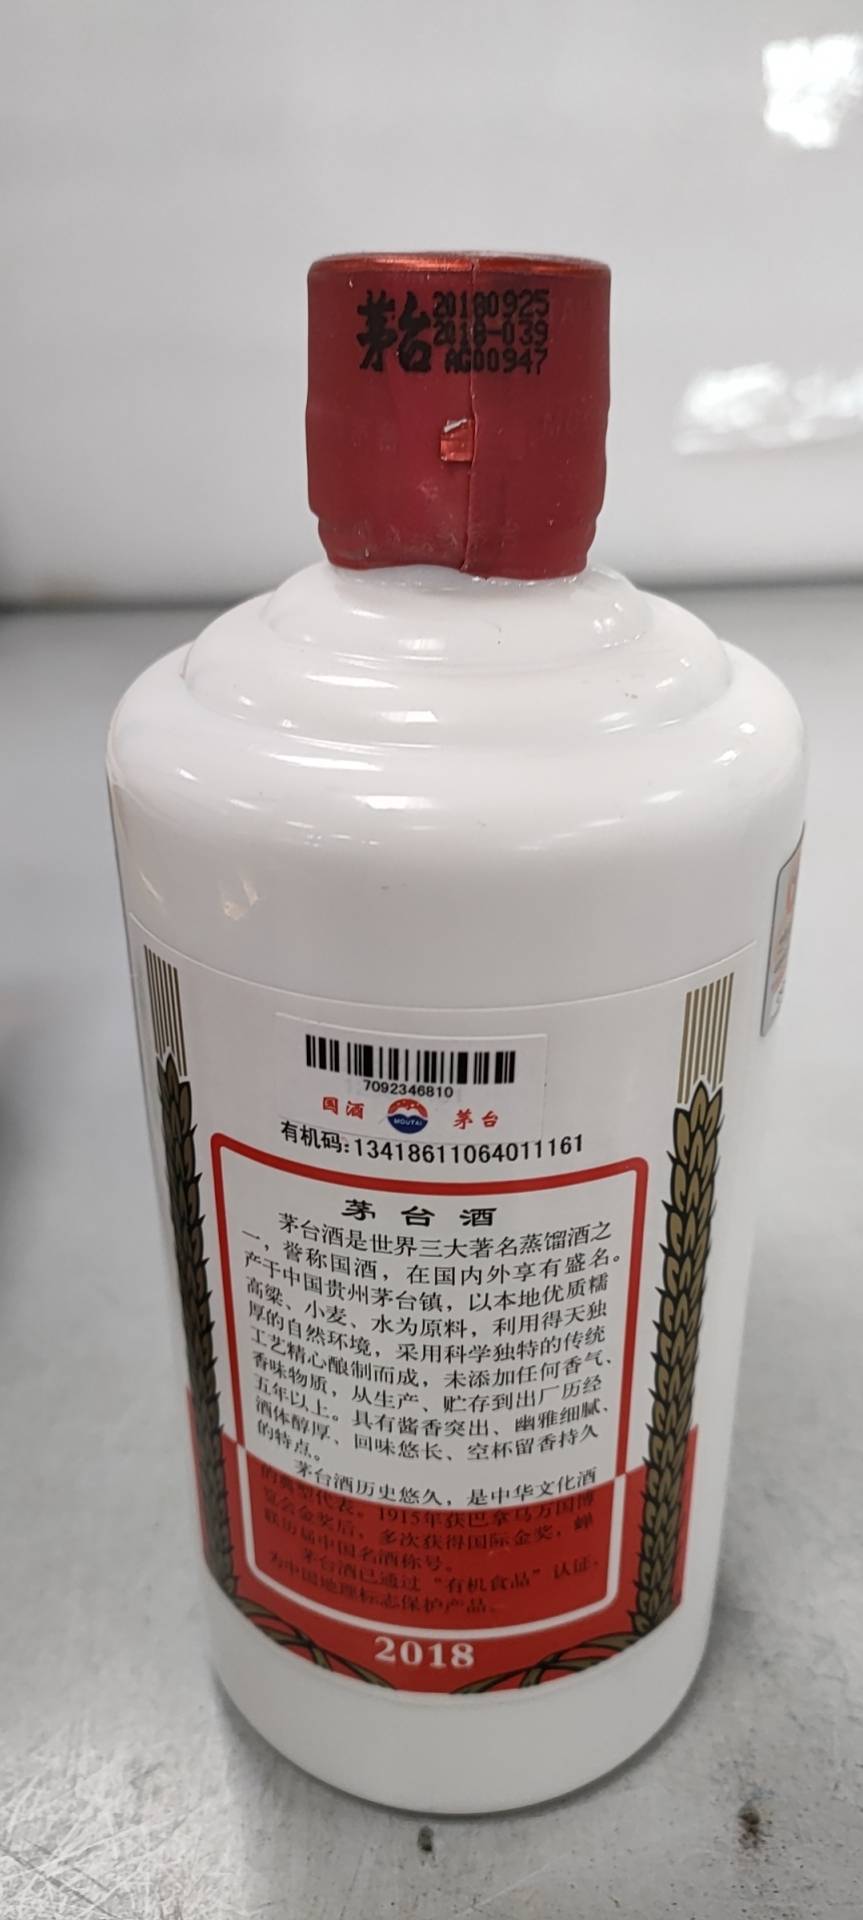 茅台
20180925
2018-039
AG00947
7092346810
国酒
MOUTAI
茅台
有机码:13418611064011161
茅台酒
茅台酒是世界三大著名蒸馏酒之
一，誉称国酒，在国内外享有盛名。
产于中国贵州茅台镇，以本地优质糯
高粱、小麦、水为原料，利用得天独
厚的自然环境，采用科学独特的传统
工艺精心酿制而成，未添加任何香气、
香味物质，从生产、贮存到出厂历经
五年以上。具有酱香突出、幽雅细腻、
酒体醇厚、回味悠长、空杯留香持久
的特点。
茅台酒历史悠久，是中华文化酒
的典型代表。1915年获巴拿马万国博
览会金奖后，多次获得国际金奖，蝉
联历届中国名酒称号。
茅台酒已通过“有机食品”认证，
为中国地理标志保护产品。
2018